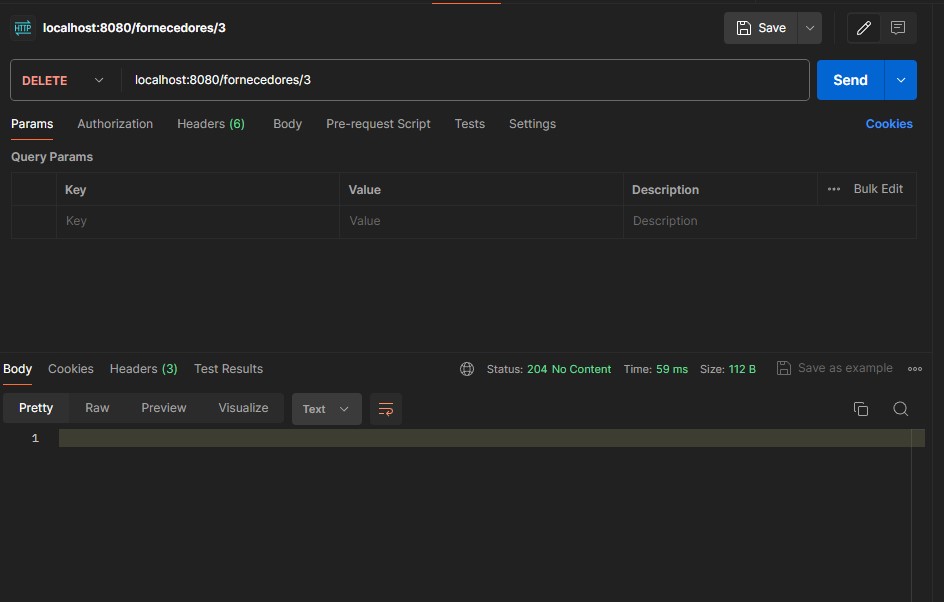 HTTP localhost:8080/fornecedores/3 Save
DELETE localhost:8080/fornecedores/3 Send
Params Authorization Headers (6) Body Pre-request Script Tests Settings Cookies
Query Params
Key Value Description ••• Bulk Edit
Key Value Description
Body Cookies Headers (3) Test Results Status: 204 No Content Time: 59 ms Size: 112 B Save as example
Pretty Raw Preview Visualize Text
1